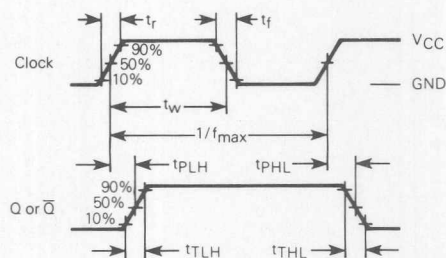 tr
tf
90%
VCC
Clock
50%
10%
GND
tw
1/fmax
tPLH
tPHL
90%
Q or Q̅
50%
10%
tTLH
tTHL